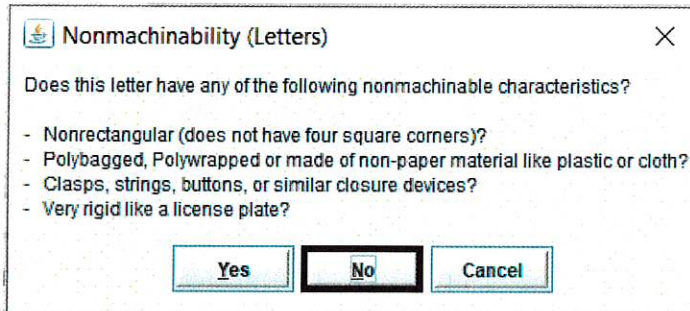 Nonmachinability (Letters)
Does this letter have any of the following nonmachinable characteristics?
- Nonrectangular (does not have four square corners)?
- Polybagged, Polywrapped or made of non-paper material like plastic or cloth?
- Clasps, strings, buttons, or similar closure devices?
- Very rigid like a license plate?
Yes No Cancel